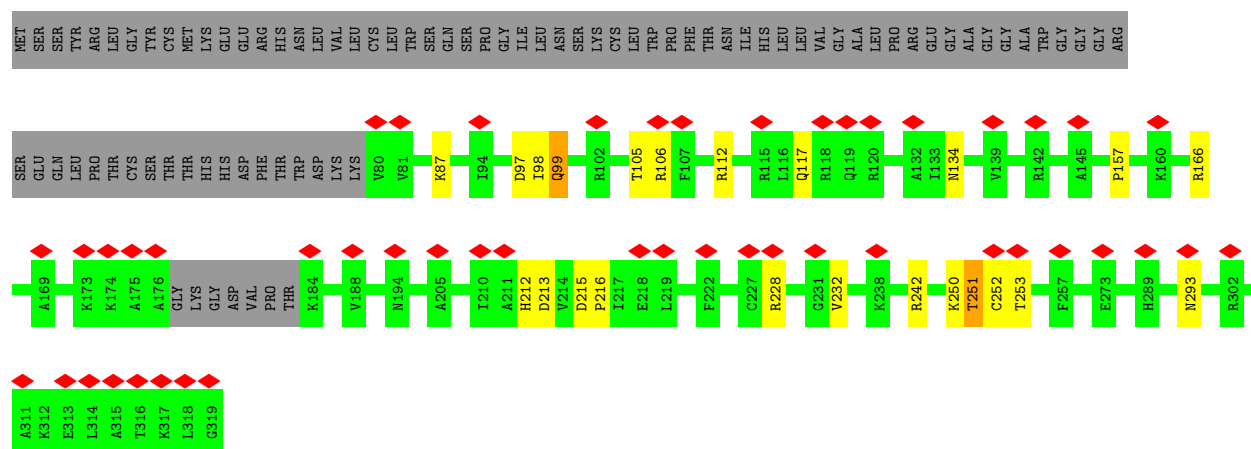 MET SER SER TYR ARG LEU GLY TYR CYS MET LYS GLU GLU ARG HIS ASN LEU VAL LEU CYS LEU TRP SER GLN SER PRO GLY ILE LEU ASN SER LYS CYS LEU TRP PRO PHE THR ASN ILE HIS LEU LEU VAL GLY ALA LEU PRO ARG GLU GLY ALA GLY GLY ALA TRP GLY GLY GLY ARG
SER GLU GLN LEU PRO THR CYS SER THR THR HIS HIS ASP PHE THR TRP ASP LYS LYS V80 V81 K87 I94 D97 I98 Q99 R102 T105 R106 F107 R112 R115 L116 Q117 R118 Q119 R120 A132 I133 N134 V139 R142 A145 P157 K160 R166
A169 K173 K174 A175 A176 GLY LYS GLY ASP VAL PRO THR K184 V188 N194 A205 I210 A211 H212 D213 V214 D215 P216 I217 E218 L219 F222 C227 R228 G231 V232 K238 R242 K250 T251 C252 T253 F257 E273 H289 N293 R302
A311 K312 E313 L314 A315 T316 K317 L318 G319